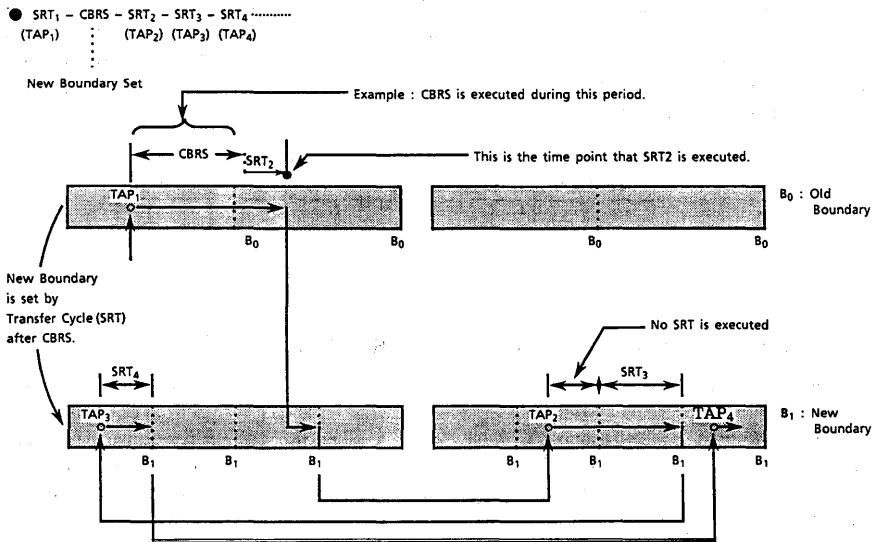 ● SRT₁ – CBRS – SRT₂ – SRT₃ – SRT₄ ············
(TAP₁) (TAP₂) (TAP₃) (TAP₄)
New Boundary Set
Example : CBRS is executed during this period.
CBRS
SRT₂
This is the time point that SRT2 is executed.
TAP₁
B₀ : Old
Boundary
B₀ B₀ B₀ B₀
New Boundary
is set by
Transfer Cycle (SRT)
after CBRS.
No SRT is executed
SRT₄ SRT₃
TAP₃ TAP₂ TAP₄
B₁ : New
Boundary
B₁ B₁ B₁ B₁ B₁ B₁ B₁